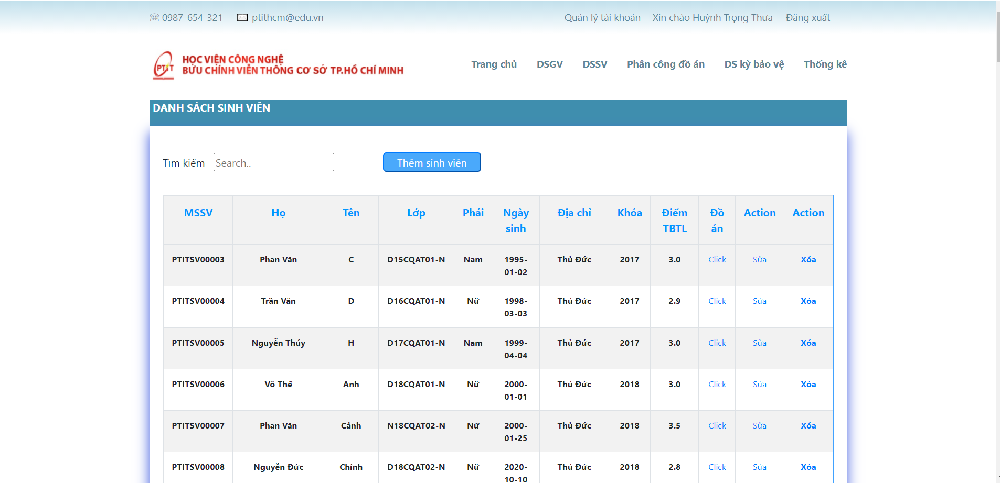 0987-654-321 ptithcm@edu.vn Quản lý tài khoản Xin chào Huỳnh Trọng Thưa Đăng xuất
PTIT
HỌC VIỆN CÔNG NGHỆ
BƯU CHÍNH VIỄN THÔNG CƠ SỞ TP.HỒ CHÍ MINH
Trang chủ DSGV DSSV Phân công đồ án DS kỳ bảo vệ Thống kê
DANH SÁCH SINH VIÊN
Tìm kiếm Search.. Thêm sinh viên
MSSV Họ Tên Lớp Phái Ngày sinh Địa chỉ Khóa Điểm TBTL Đồ án Action Action
PTITSV00003 Phan Văn C D15CQAT01-N Nam 1995-01-02 Thủ Đức 2017 3.0 Click Sửa Xóa
PTITSV00004 Trần Văn D D16CQAT01-N Nữ 1998-03-03 Thủ Đức 2017 2.9 Click Sửa Xóa
PTITSV00005 Nguyễn Thúy H D17CQAT01-N Nam 1999-04-04 Thủ Đức 2017 3.0 Click Sửa Xóa
PTITSV00006 Võ Thế Anh D18CQAT01-N Nữ 2000-01-01 Thủ Đức 2018 3.0 Click Sửa Xóa
PTITSV00007 Phan Văn Cảnh N18CQAT02-N Nữ 2000-01-25 Thủ Đức 2018 3.5 Click Sửa Xóa
PTITSV00008 Nguyễn Đức Chính D18CQAT02-N Nữ 2020-10-10 Thủ Đức 2018 2.8 Click Sửa Xóa